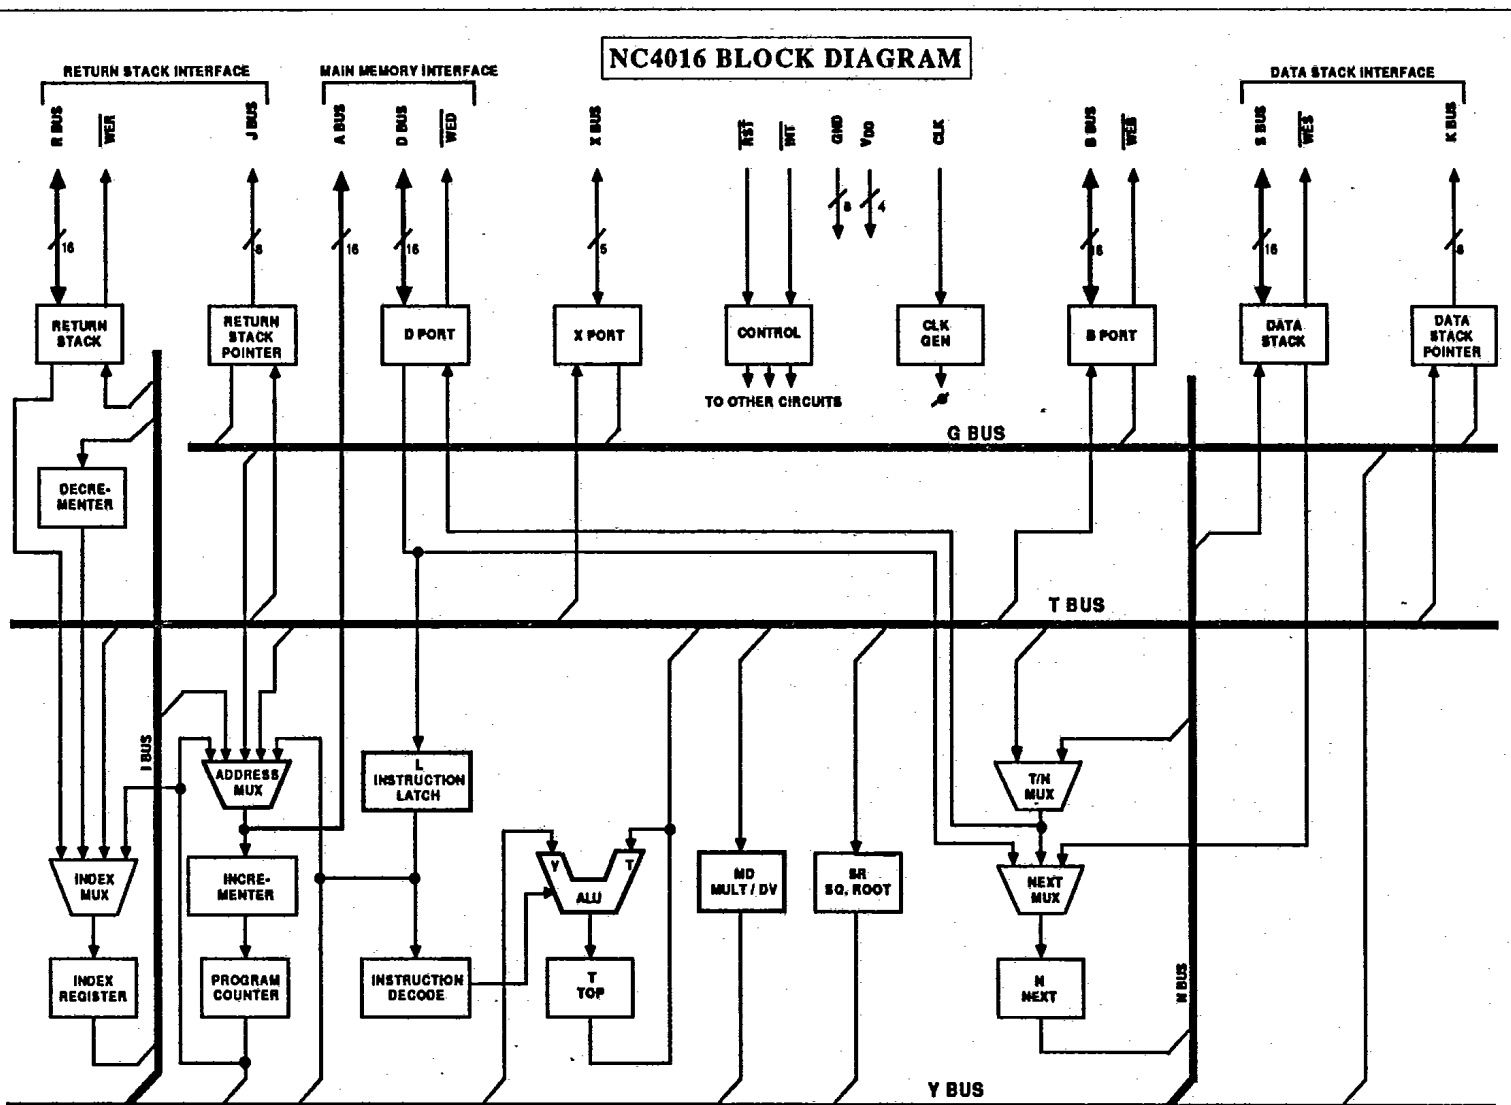 NC4016 BLOCK DIAGRAM
RETURN STACK INTERFACE
MAIN MEMORY INTERFACE
DATA STACK INTERFACE
R BUS
WER
J BUS
A BUS
D BUS
WED
X BUS
RST
INT
GND
VDD
CLK
B BUS
WEB
S BUS
WES
K BUS
8
4
16
8
16
16
5
16
16
8
RETURN
STACK
RETURN
STACK
POINTER
D PORT
X PORT
CONTROL
CLK
GEN
B PORT
DATA
STACK
DATA
STACK
POINTER
TO OTHER CIRCUITS
ø
G BUS
DECRE-
MENTER
T BUS
I BUS
ADDRESS
MUX
L
INSTRUCTION
LATCH
T/N
MUX
INDEX
MUX
INCRE-
MENTER
Y
T
ALU
MD
MULT / DV
SR
SQ. ROOT
NEXT
MUX
INDEX
REGISTER
PROGRAM
COUNTER
INSTRUCTION
DECODE
T
TOP
N
NEXT
N BUS
Y BUS